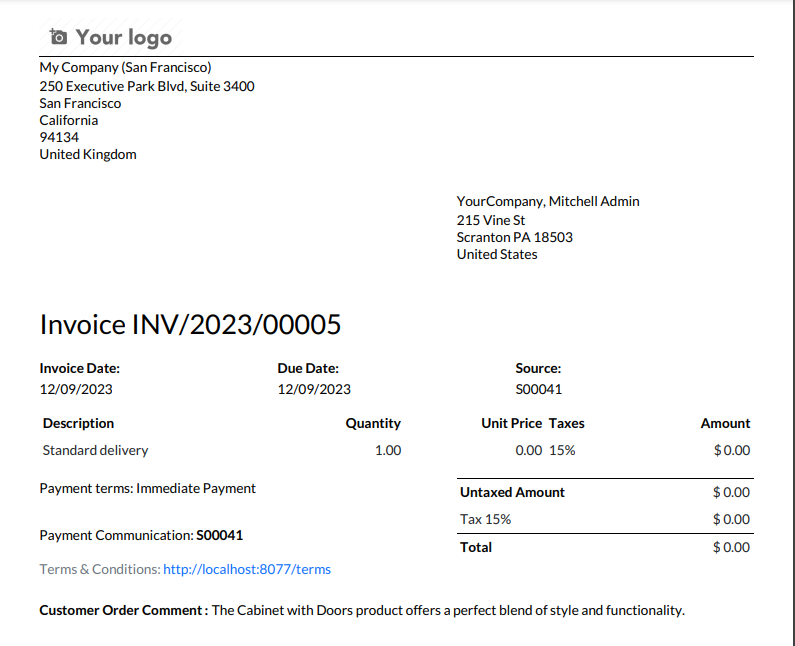 Your logo
My Company (San Francisco)
250 Executive Park Blvd, Suite 3400
San Francisco
California
94134
United Kingdom
YourCompany, Mitchell Admin
215 Vine St
Scranton PA 18503
United States
Invoice INV/2023/00005
Invoice Date: Due Date: Source:
12/09/2023 12/09/2023 S00041
Description Quantity Unit Price Taxes Amount
Standard delivery 1.00 0.00 15% $ 0.00
Payment terms: Immediate Payment
Untaxed Amount $ 0.00
Tax 15% $ 0.00
Payment Communication: S00041
Total $ 0.00
Terms & Conditions: http://localhost:8077/terms
Customer Order Comment : The Cabinet with Doors product offers a perfect blend of style and functionality.